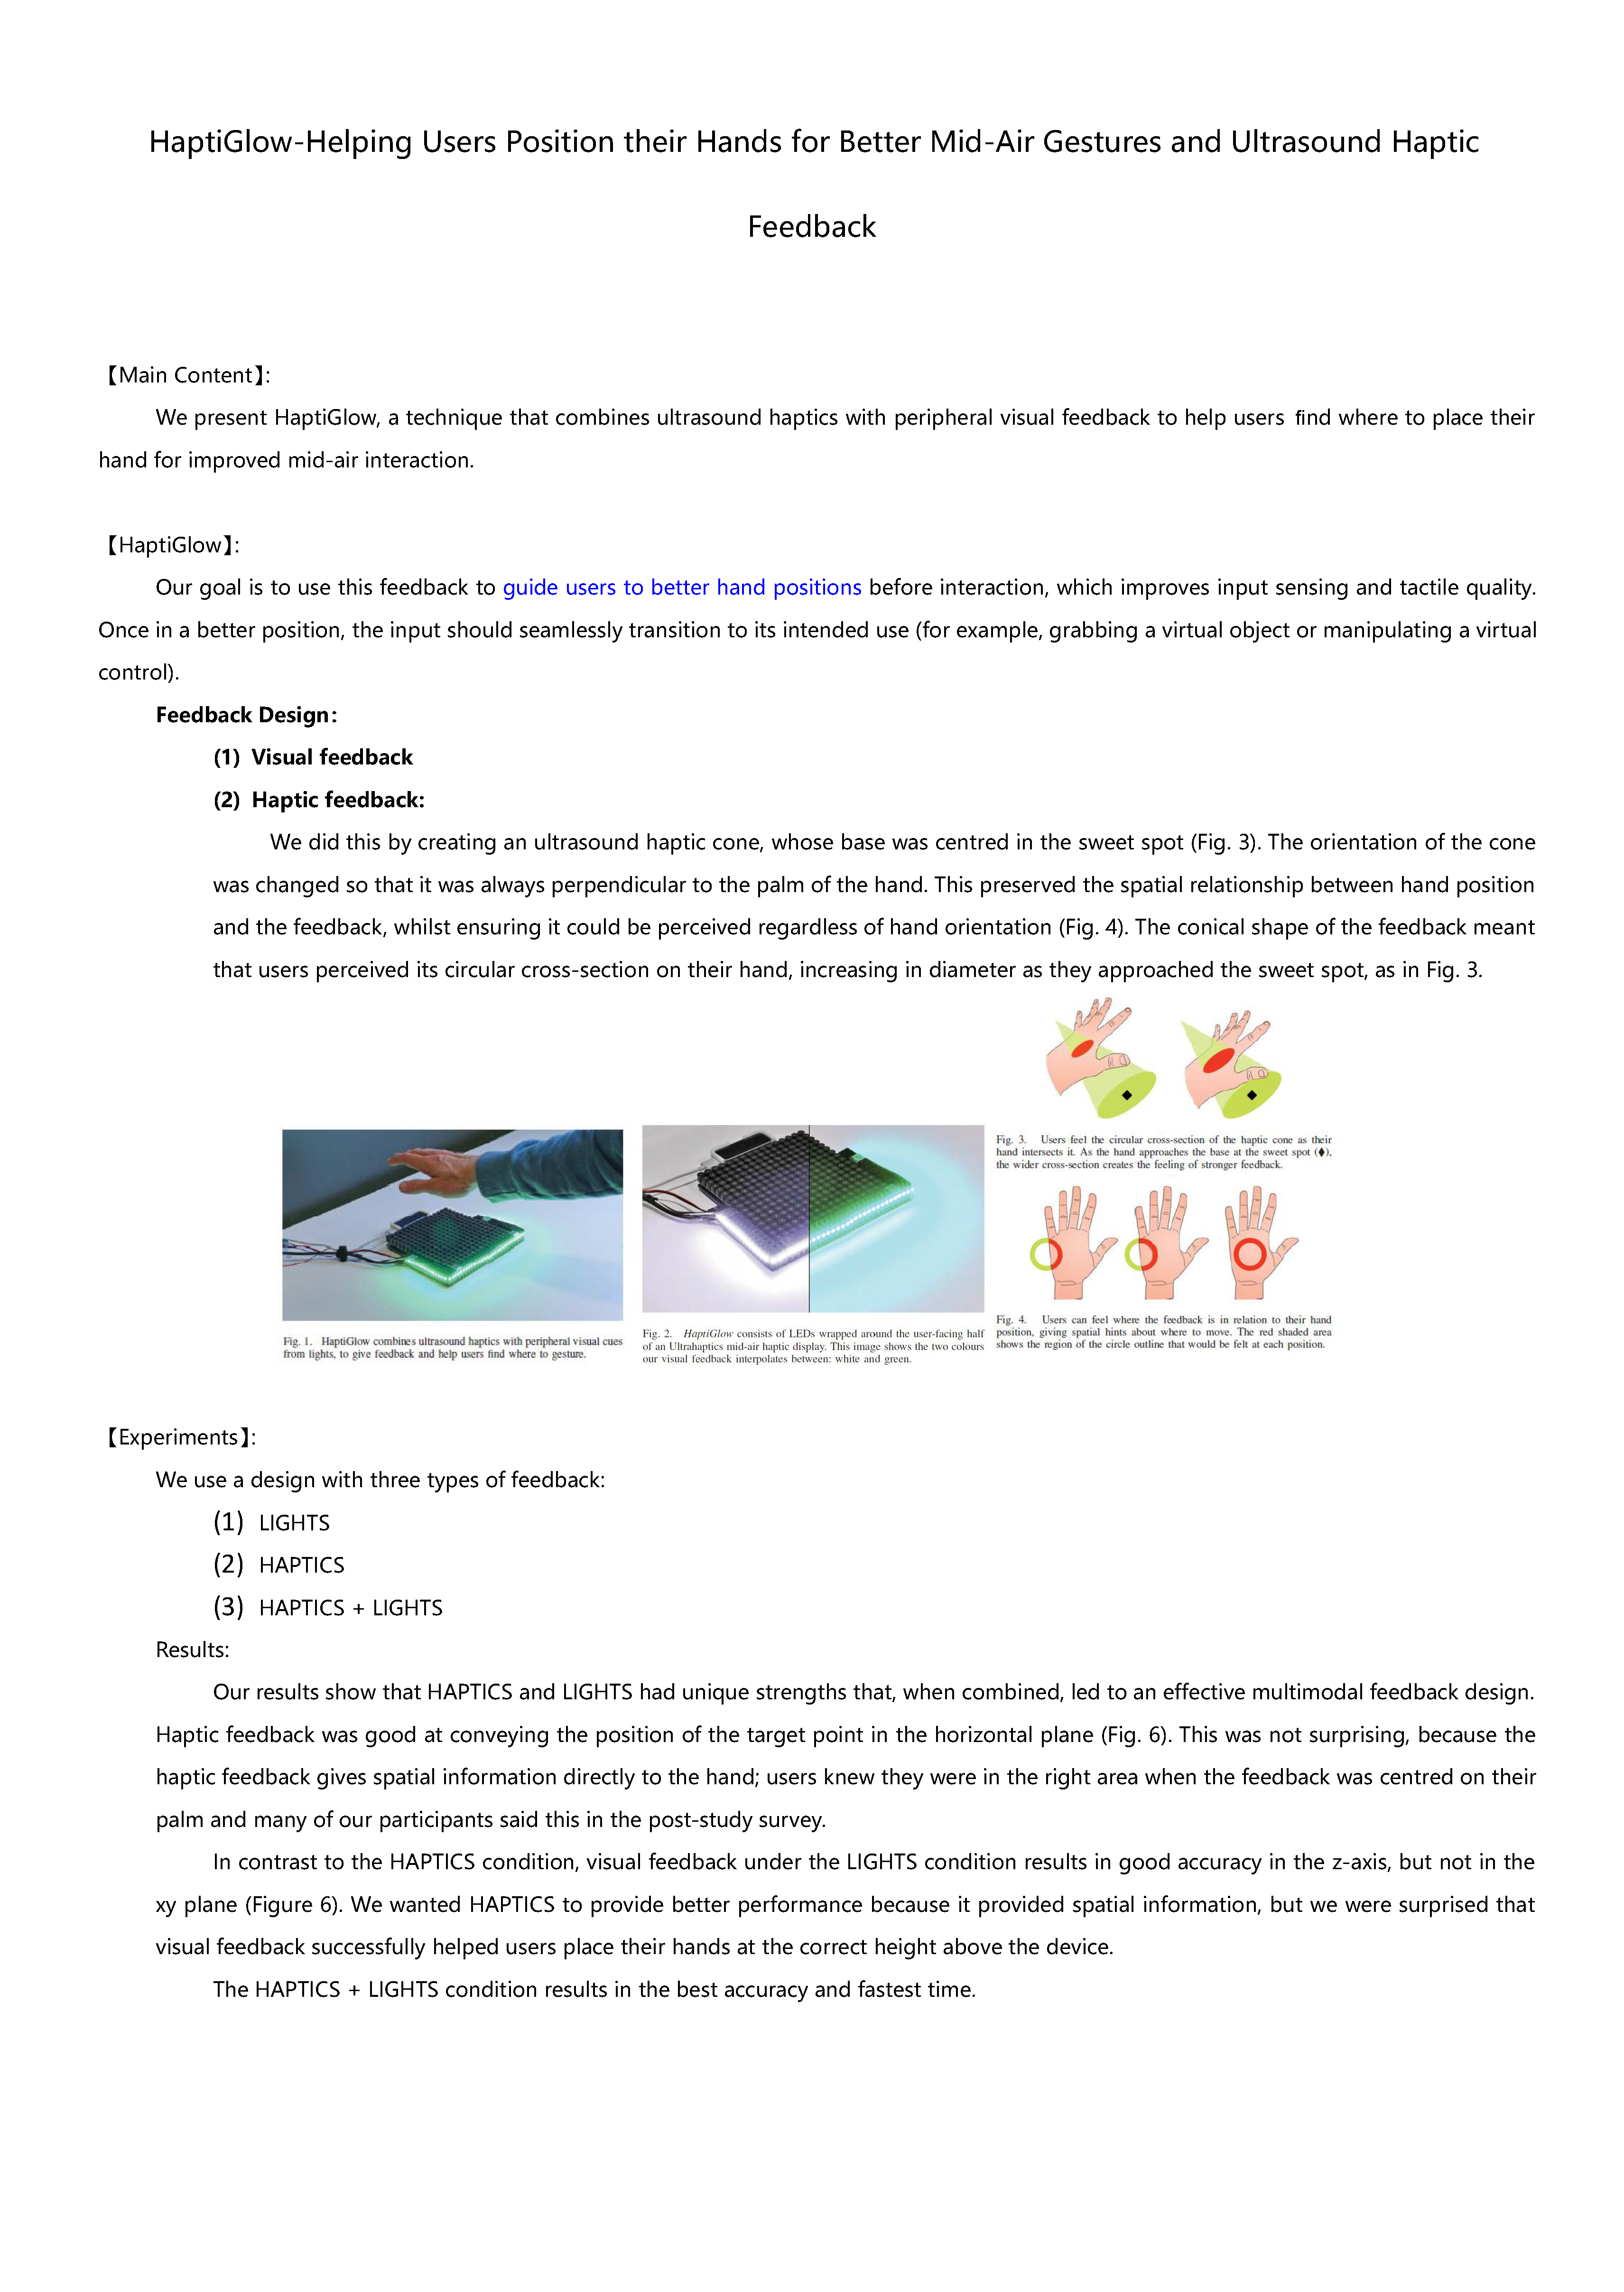 HaptiGlow-Helping Users Position their Hands for Better Mid-Air Gestures and Ultrasound Haptic
Feedback
【Main Content】:
We present HaptiGlow, a technique that combines ultrasound haptics with peripheral visual feedback to help users find where to place their
hand for improved mid-air interaction.
【HaptiGlow】:
Our goal is to use this feedback to guide users to better hand positions before interaction, which improves input sensing and tactile quality.
Once in a better position, the input should seamlessly transition to its intended use (for example, grabbing a virtual object or manipulating a virtual
control).
Feedback Design:
(1) Visual feedback
(2) Haptic feedback:
We did this by creating an ultrasound haptic cone, whose base was centred in the sweet spot (Fig. 3). The orientation of the cone
was changed so that it was always perpendicular to the palm of the hand. This preserved the spatial relationship between hand position
and the feedback, whilst ensuring it could be perceived regardless of hand orientation (Fig. 4). The conical shape of the feedback meant
that users perceived its circular cross-section on their hand, increasing in diameter as they approached the sweet spot, as in Fig. 3.
Fig. 1. HaptiGlow combines ultrasound haptics with peripheral visual cues
from lights, to give feedback and help users find where to gesture.
Fig. 2. HaptiGlow consists of LEDs wrapped around the user-facing half
of an Ultrahaptics mid-air haptic display. This image shows the two colours
our visual feedback interpolates between: white and green.
Fig. 3. Users feel the circular cross-section of the haptic cone as their
hand intersects it. As the hand approaches the base at the sweet spot (♦),
the wider cross-section creates the feeling of stronger feedback.
Fig. 4. Users can feel where the feedback is in relation to their hand
position, giving spatial hints about where to move. The red shaded area
shows the region of the circle outline that would be felt at each position.
【Experiments】:
We use a design with three types of feedback:
(1) LIGHTS
(2) HAPTICS
(3) HAPTICS + LIGHTS
Results:
Our results show that HAPTICS and LIGHTS had unique strengths that, when combined, led to an effective multimodal feedback design.
Haptic feedback was good at conveying the position of the target point in the horizontal plane (Fig. 6). This was not surprising, because the
haptic feedback gives spatial information directly to the hand; users knew they were in the right area when the feedback was centred on their
palm and many of our participants said this in the post-study survey.
In contrast to the HAPTICS condition, visual feedback under the LIGHTS condition results in good accuracy in the z-axis, but not in the
xy plane (Figure 6). We wanted HAPTICS to provide better performance because it provided spatial information, but we were surprised that
visual feedback successfully helped users place their hands at the correct height above the device.
The HAPTICS + LIGHTS condition results in the best accuracy and fastest time.